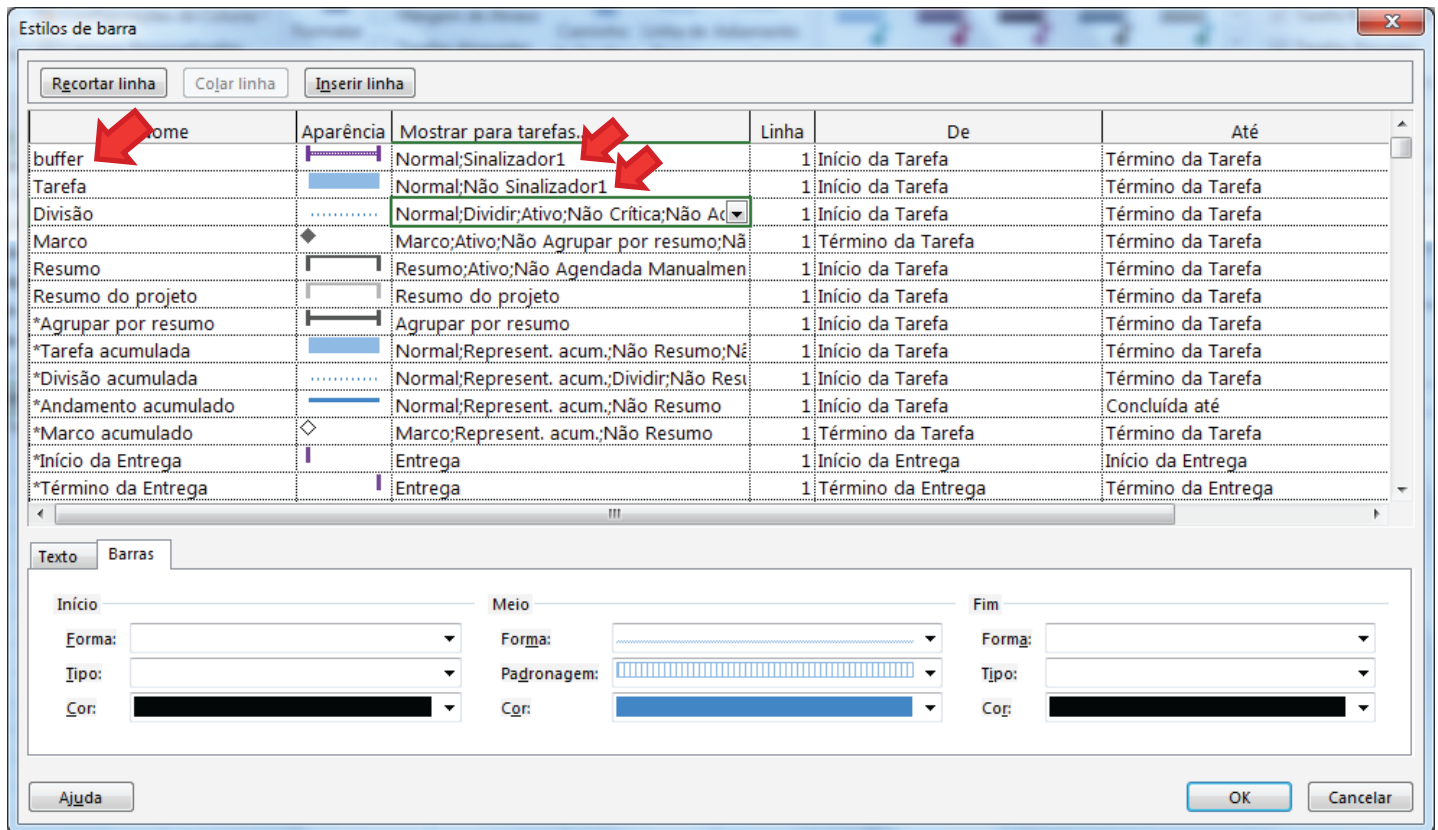 Estilos de barra
Recortar linha Colar linha Inserir linha
Nome Aparência Mostrar para tarefas... Linha De Até
buffer Normal;Sinalizador1 1 Início da Tarefa Término da Tarefa
Tarefa Normal;Não Sinalizador1 1 Início da Tarefa Término da Tarefa
Divisão Normal;Dividir;Ativo;Não Crítica;Não 1 Início da Tarefa Término da Tarefa
Marco Marco;Ativo;Não Agrupar por resumo;Nã 1 Término da Tarefa Término da Tarefa
Resumo Resumo;Ativo;Não Agendada Manualmen 1 Início da Tarefa Término da Tarefa
Resumo do projeto Resumo do projeto 1 Início da Tarefa Término da Tarefa
*Agrupar por resumo Agrupar por resumo 1 Início da Tarefa Término da Tarefa
*Tarefa acumulada Normal;Represent. acum.;Não Resumo;Nã 1 Início da Tarefa Término da Tarefa
*Divisão acumulada Normal;Represent. acum.;Dividir;Não Resu 1 Início da Tarefa Término da Tarefa
*Andamento acumulado Normal;Represent. acum.;Não Resumo 1 Início da Tarefa Concluída até
*Marco acumulado Marco;Represent. acum.;Não Resumo 1 Término da Tarefa Término da Tarefa
*Início da Entrega Entrega 1 Início da Entrega Início da Entrega
*Término da Entrega Entrega 1 Término da Entrega Término da Entrega
Texto Barras
Início Meio Fim
Forma: Forma: Forma:
Tipo: Padronagem: Tipo:
Cor: Cor: Cor:
Ajuda OK Cancelar